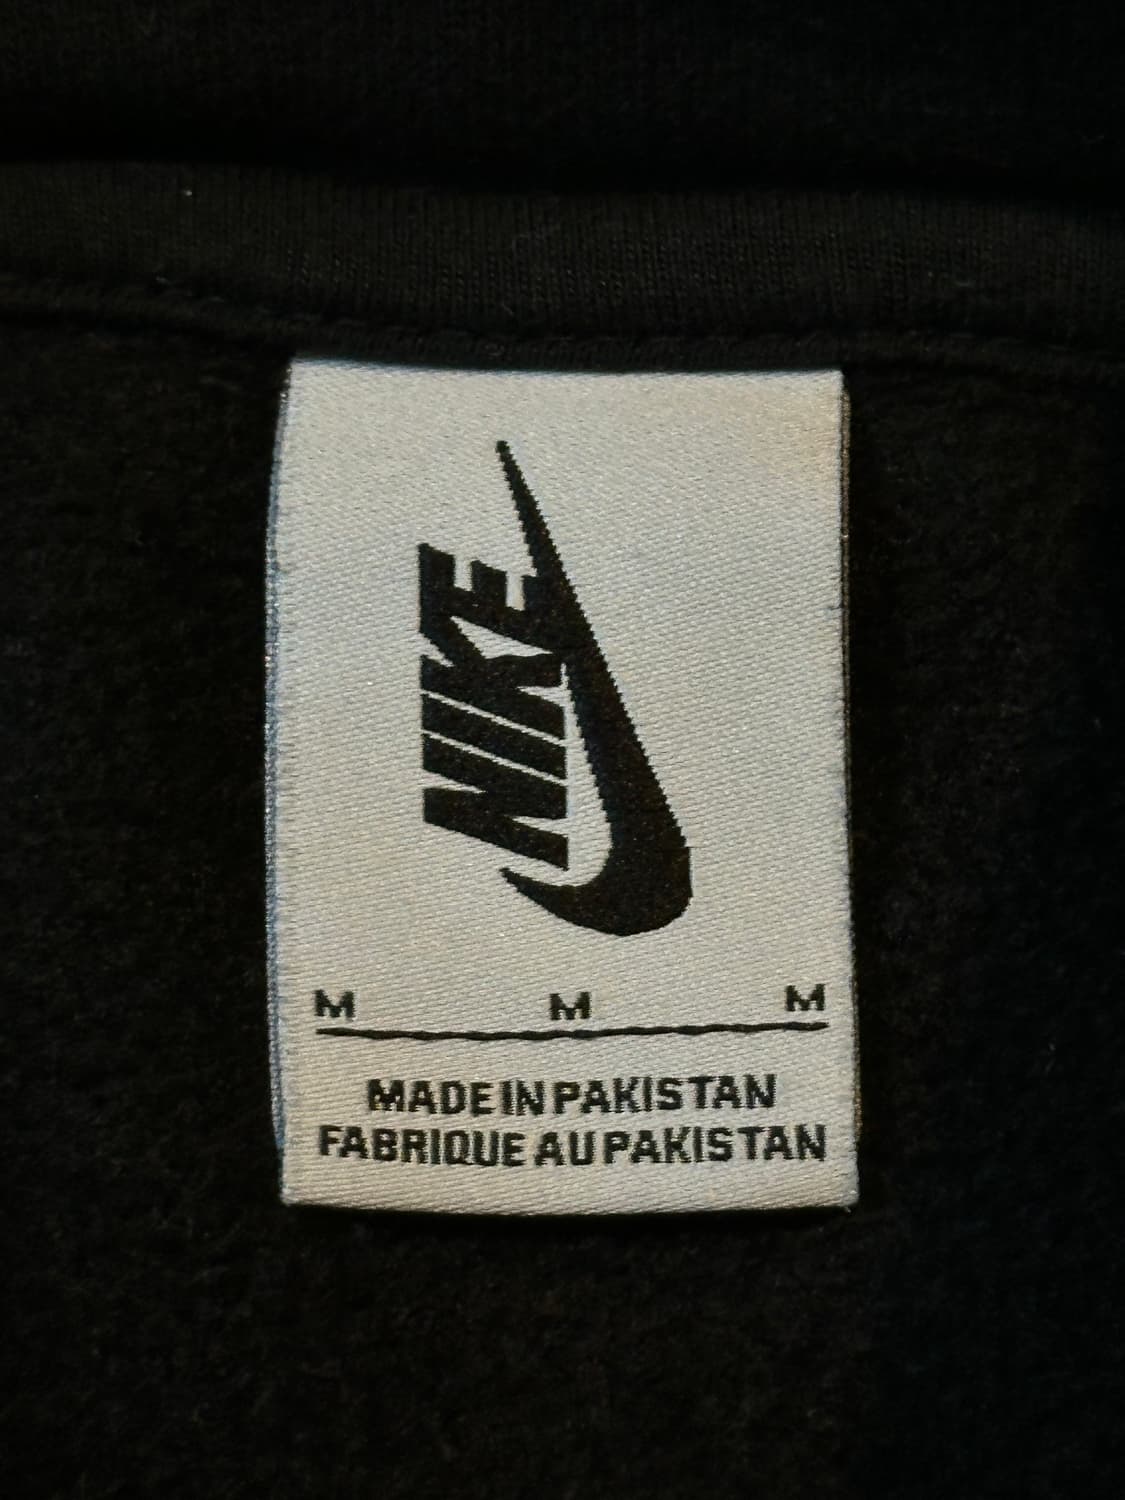 NIKE
M M M
MADE IN PAKISTAN
FABRIQUE AU PAKISTAN